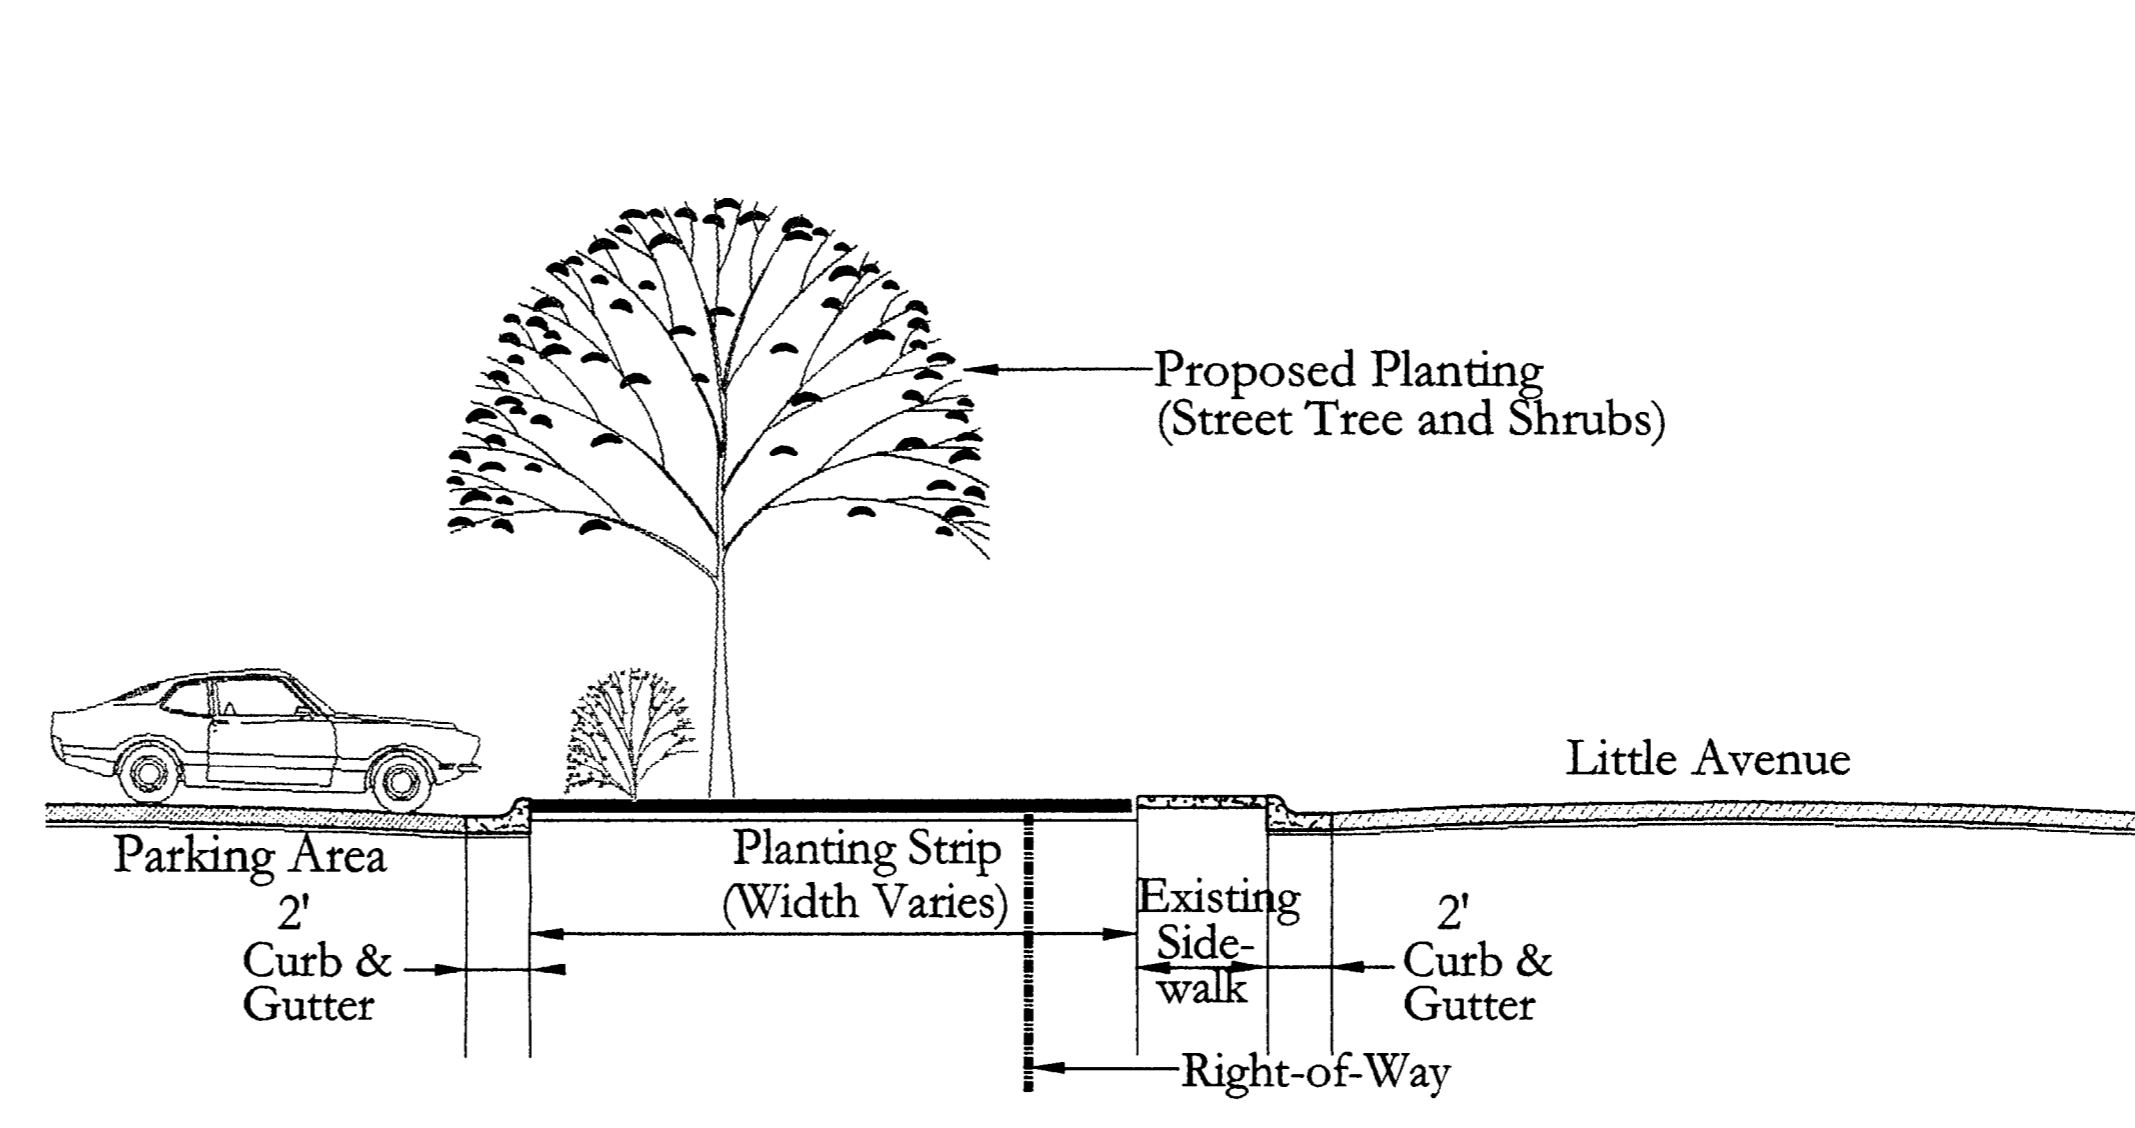 Proposed Planting
(Street Tree and Shrubs)
Little Avenue
Parking Area
2'
Curb &
Gutter
Planting Strip
(Width Varies)
Existing
Side-
walk
2'
Curb &
Gutter
Right-of-Way